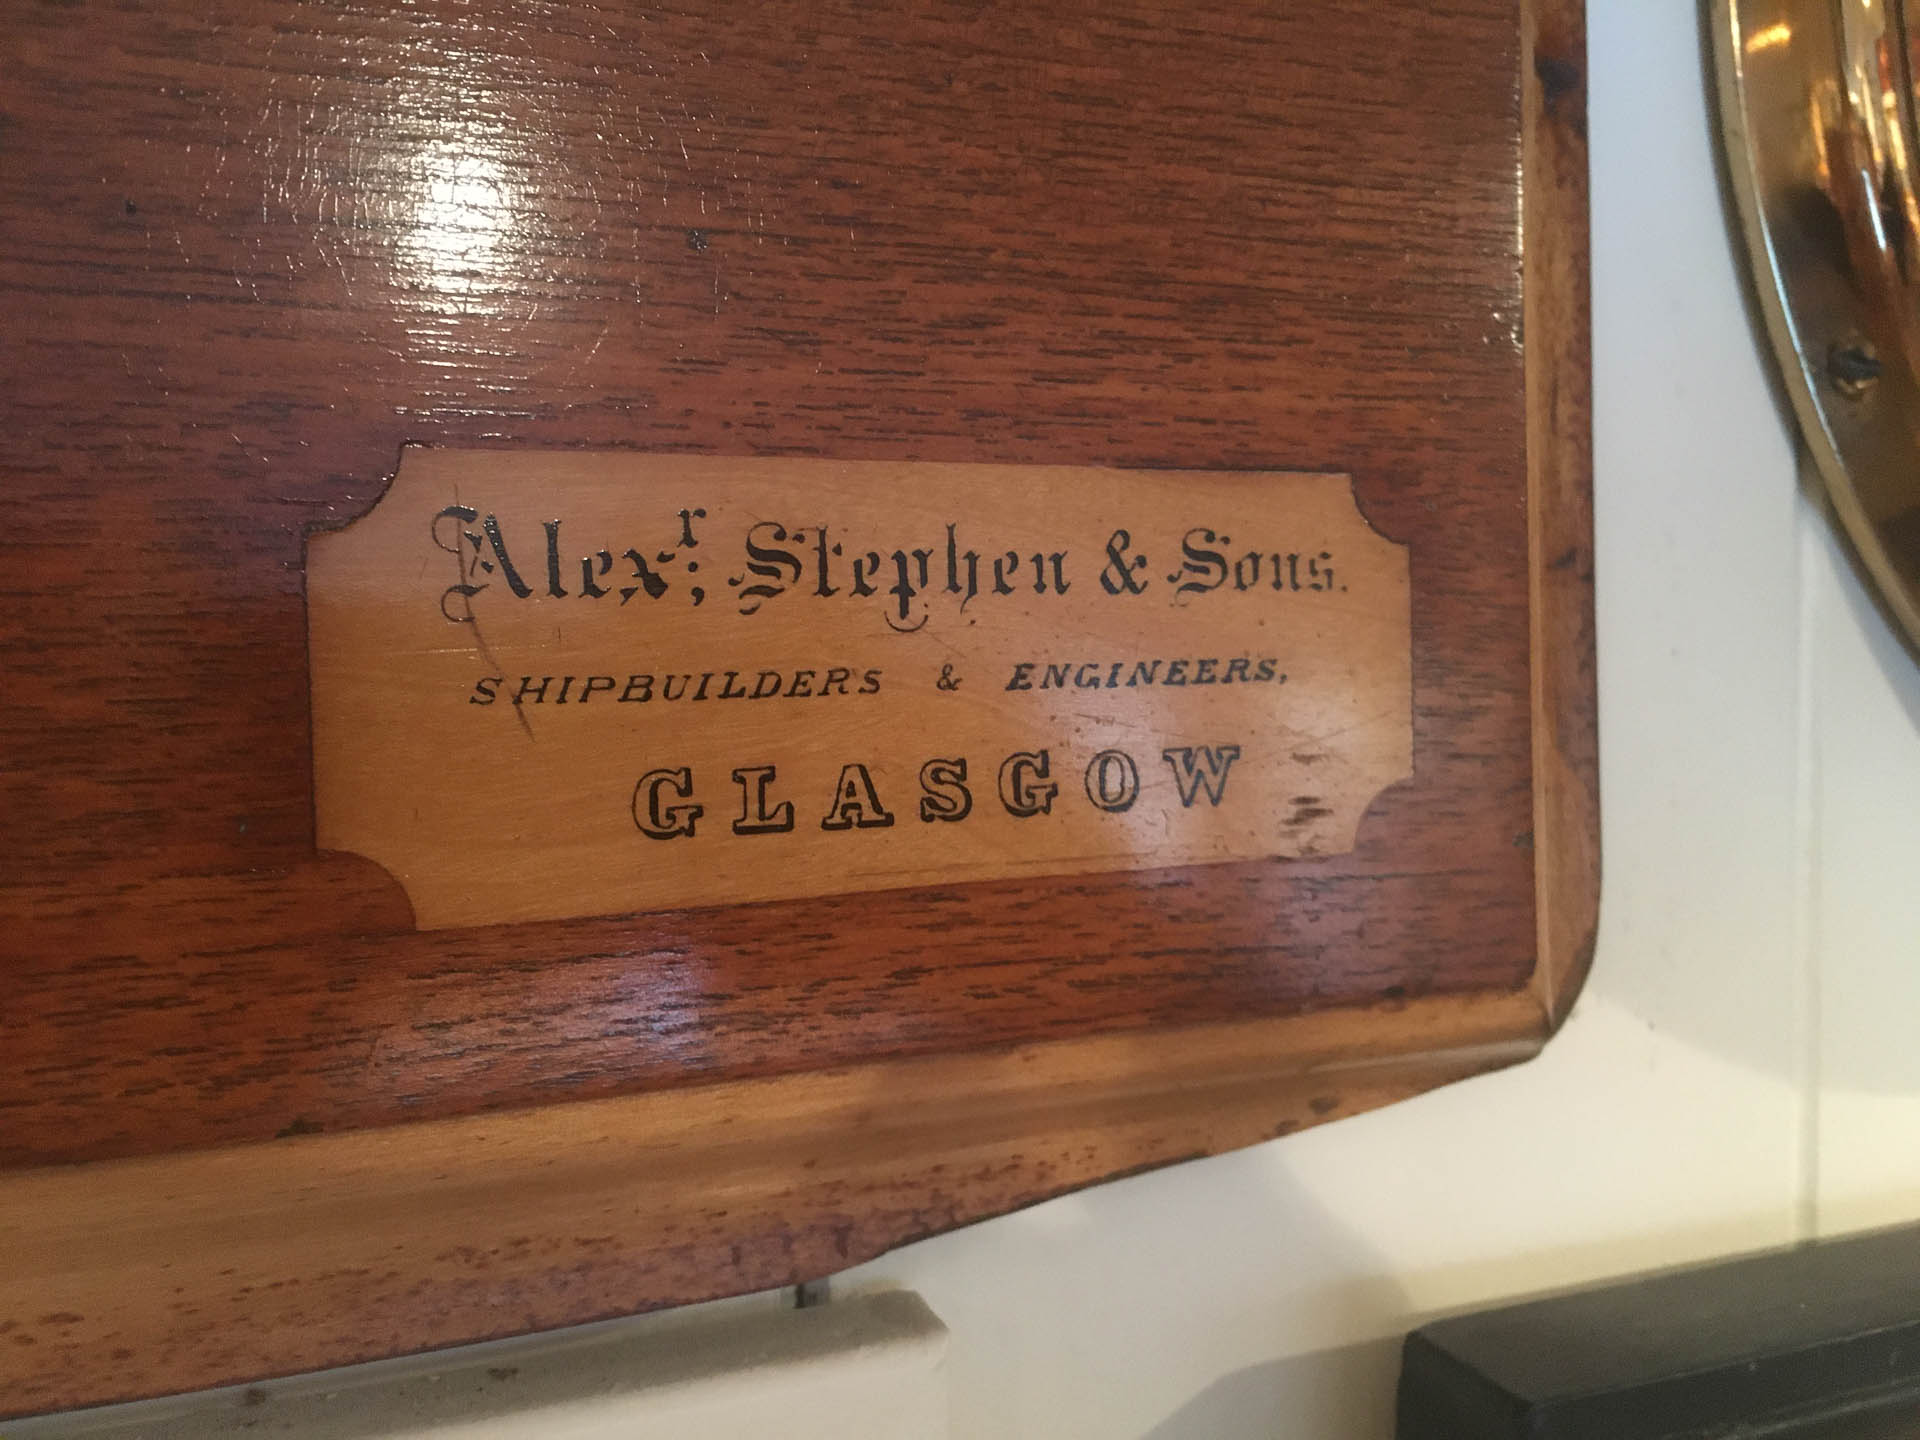 Alexr; Stephen & Sons.
SHIPBUILDERS & ENGINEERS,
GLASGOW